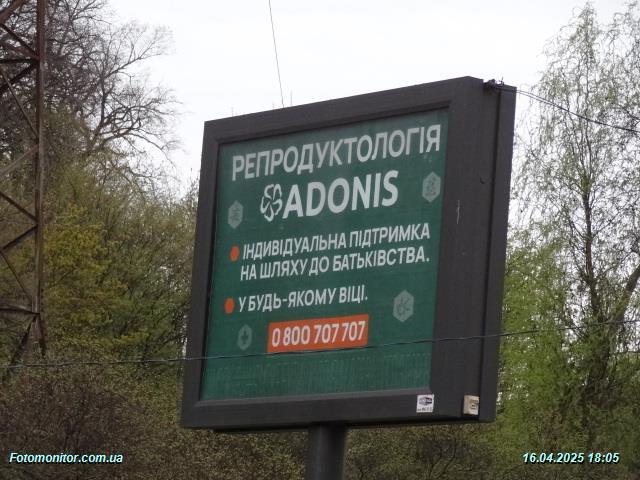 РЕПРОДУКТОЛОГІЯ
ADONIS
ІНДИВІДУАЛЬНА ПІДТРИМКА
НА ШЛЯХУ ДО БАТЬКІВСТВА.
У БУДЬ-ЯКОМУ ВІЦІ.
0 800 707 707
Fotomonitor.com.ua
16.04.2025 18:05